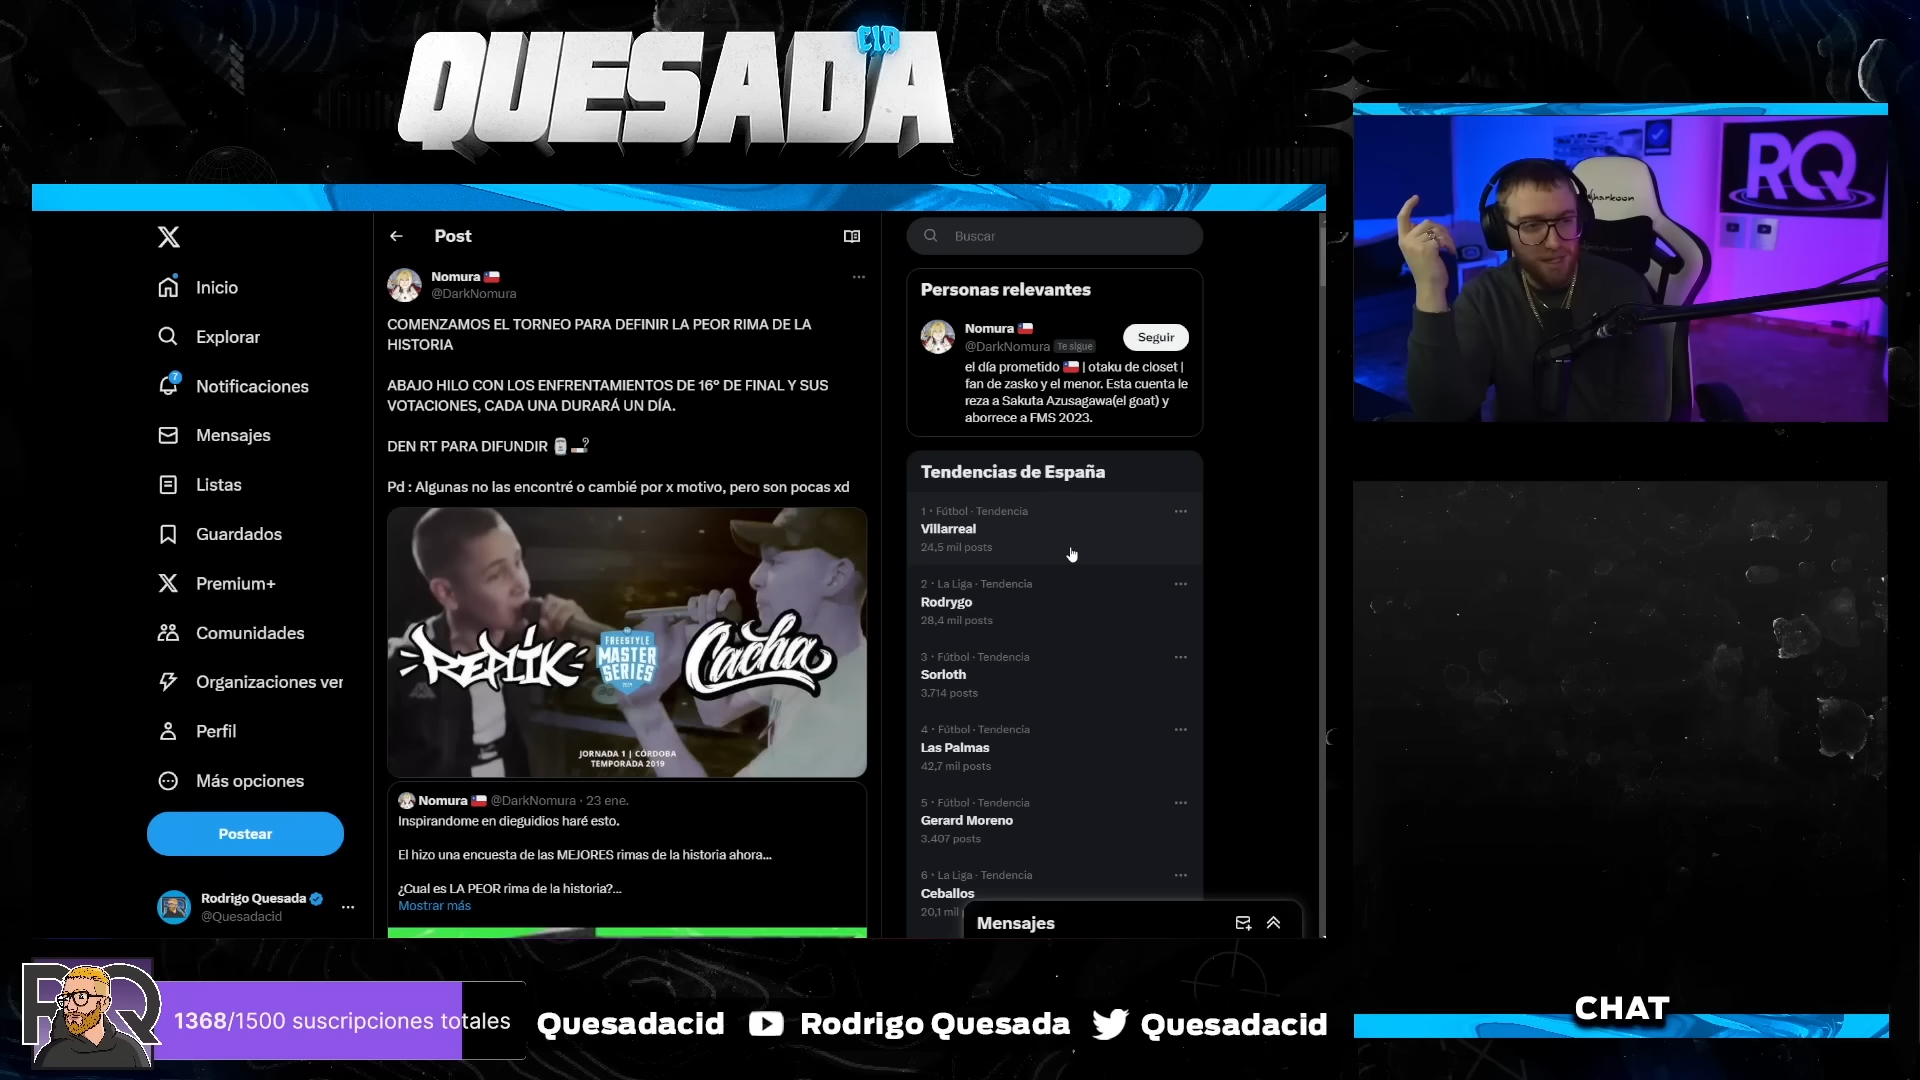 QUESADA
CID
Post
Nomura
@DarkNomura
COMENZAMOS EL TORNEO PARA DEFINIR LA PEOR RIMA DE LA
HISTORIA
ABAJO HILO CON LOS ENFRENTAMIENTOS DE 16° DE FINAL Y SUS
VOTACIONES, CADA UNA DURARÁ UN DÍA.
DEN RT PARA DIFUNDIR
Pd : Algunas no las encontré o cambié por x motivo, pero son pocas xd
REPLIK
FREESTYLE
MASTER
SERIES
2019
Cacha
JORNADA 1 | CÓRDOBA
TEMPORADA 2019
Nomura @DarkNomura · 23 ene.
Inspirandome en dieguidios haré esto.
El hizo una encuesta de las MEJORES rimas de la historia ahora...
¿Cual es LA PEOR rima de la historia?...
Mostrar más
X
Inicio
Explorar
7
Notificaciones
Mensajes
Listas
Guardados
Premium+
Comunidades
Organizaciones ver
Perfil
Más opciones
Postear
Rodrigo Quesada
@Quesadacid
Buscar
Personas relevantes
Nomura
@DarkNomura Te sigue
Seguir
el día prometido | otaku de closet |
fan de zasko y el menor. Esta cuenta le
reza a Sakuta Azusagawa(el goat) y
aborrece a FMS 2023.
Tendencias de España
1 · Fútbol · Tendencia
Villarreal
24,5 mil posts
2 · La Liga · Tendencia
Rodrygo
28,4 mil posts
3 · Fútbol · Tendencia
Sorloth
3.714 posts
4 · Fútbol · Tendencia
Las Palmas
42,7 mil posts
5 · Fútbol · Tendencia
Gerard Moreno
3.407 posts
6 · La Liga · Tendencia
Ceballos
20,1 mil
Mensajes
RQ
sharkoon
CHAT
RQ
1368/1500 suscripciones totales
Quesadacid
Rodrigo Quesada
Quesadacid